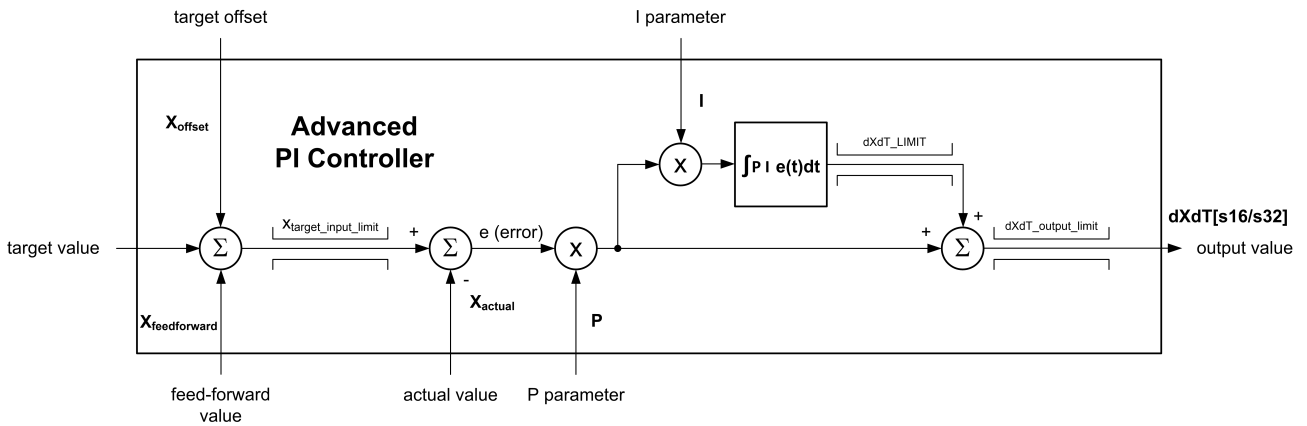 target offset
I parameter
Advanced
PI Controller
Xoffset
I
X
∫P I e(t)dt
dXdT_LIMIT
target value
Σ
Xtarget_input_limit
+
Σ
e (error)
X
+
+
Σ
dXdT_output_limit
dXdT[s16/s32]
output value
-
Xactual
Xfeedforward
P
feed-forward
value
actual value
P parameter